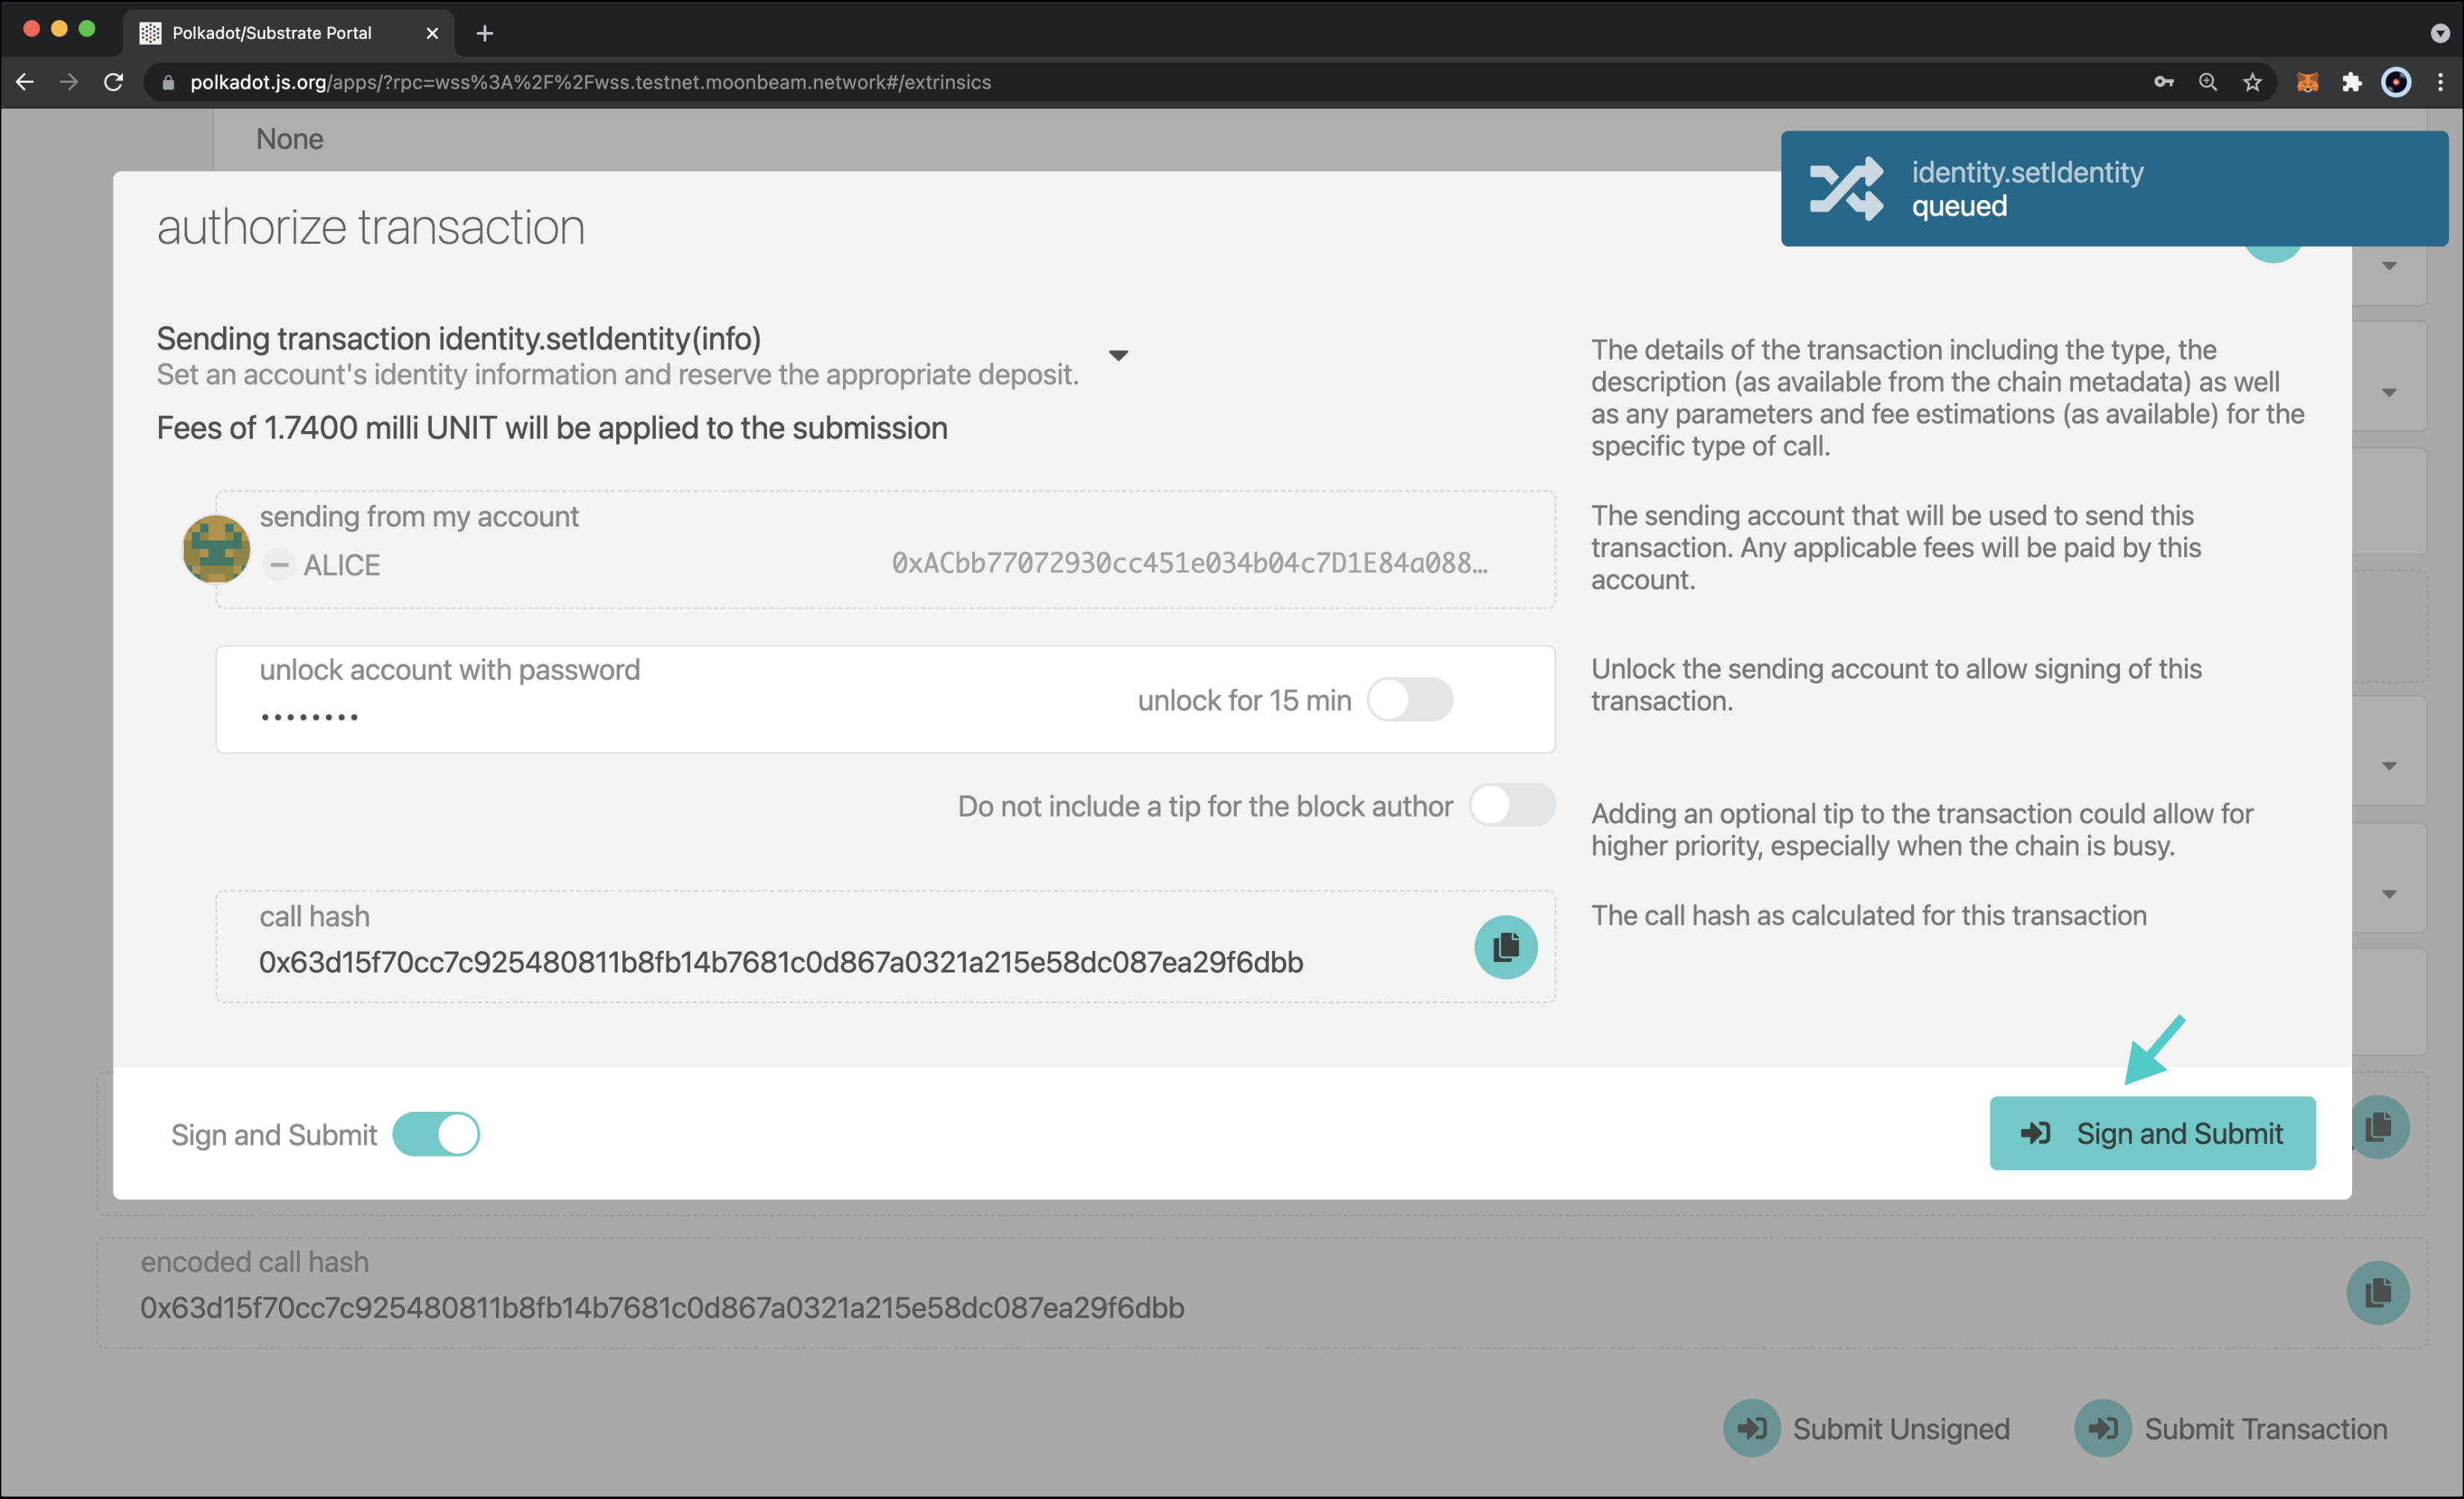 Polkadot/Substrate Portal
polkadot.js.org/apps/?rpc=wss%3A%2F%2Fwss.testnet.moonbeam.network#/extrinsics
None
identity.setIdentity
queued
authorize transaction
Sending transaction identity.setIdentity(info)
Set an account's identity information and reserve the appropriate deposit.
Fees of 1.7400 milli UNIT will be applied to the submission
The details of the transaction including the type, the
description (as available from the chain metadata) as well
as any parameters and fee estimations (as available) for the
specific type of call.
sending from my account
ALICE
0xACbb77072930cc451e034b04c7D1E84a088…
The sending account that will be used to send this
transaction. Any applicable fees will be paid by this
account.
unlock account with password
••••••••
unlock for 15 min
Unlock the sending account to allow signing of this
transaction.
Do not include a tip for the block author
Adding an optional tip to the transaction could allow for
higher priority, especially when the chain is busy.
call hash
0x63d15f70cc7c925480811b8fb14b7681c0d867a0321a215e58dc087ea29f6dbb
The call hash as calculated for this transaction
Sign and Submit
Sign and Submit
encoded call hash
0x63d15f70cc7c925480811b8fb14b7681c0d867a0321a215e58dc087ea29f6dbb
Submit Unsigned
Submit Transaction